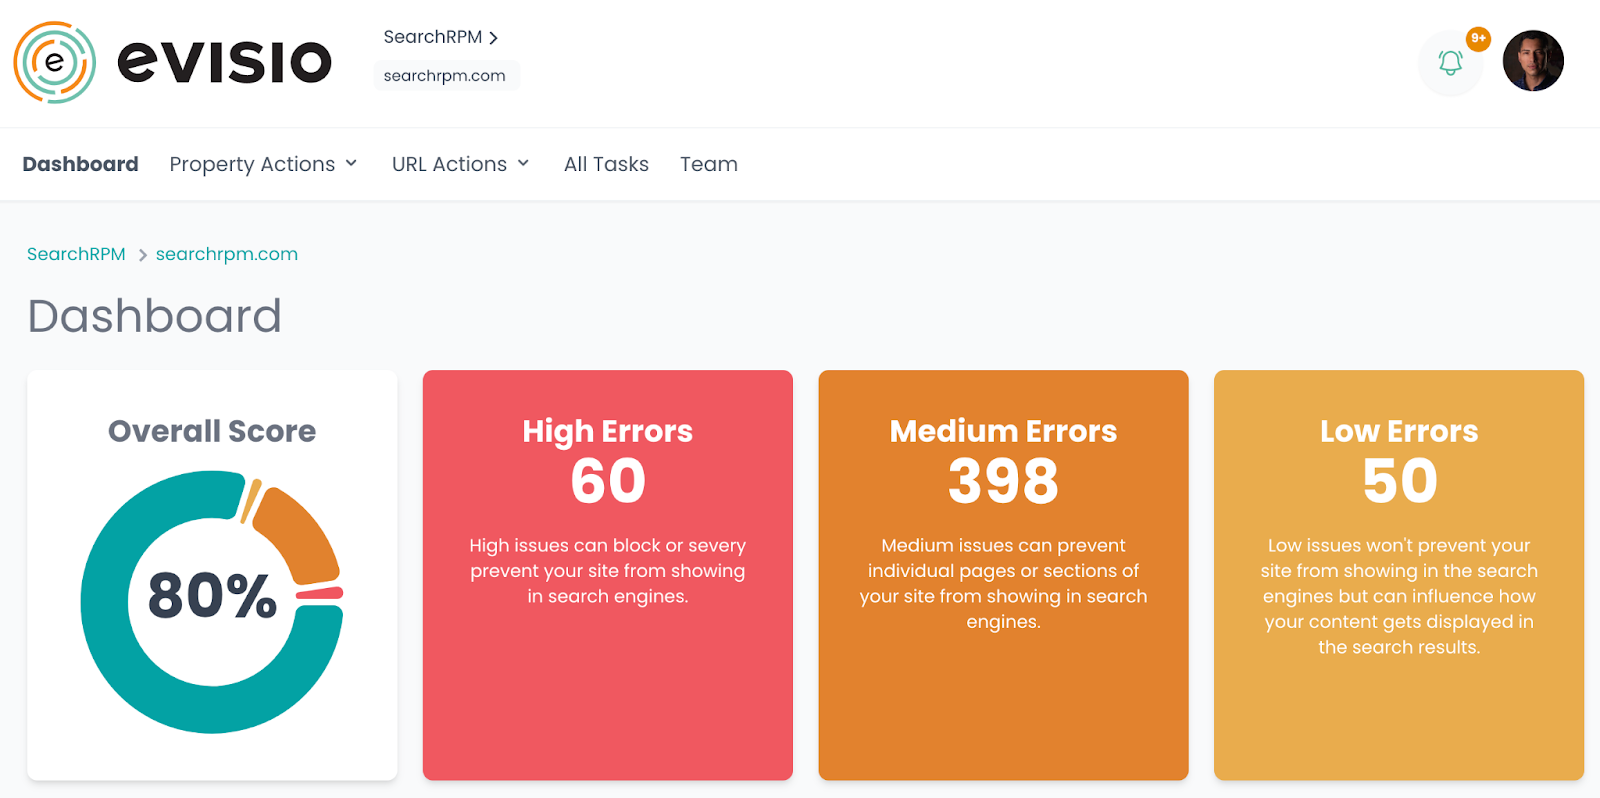 e evisio
SearchRPM
searchrpm.com
9+
Dashboard Property Actions URL Actions All Tasks Team
SearchRPM > searchrpm.com
Dashboard
Overall Score
80%
High Errors
60
High issues can block or severy
prevent your site from showing
in search engines.
Medium Errors
398
Medium issues can prevent
individual pages or sections of
your site from showing in search
engines.
Low Errors
50
Low issues won't prevent your
site from showing in the search
engines but can influence how
your content gets displayed in
the search results.